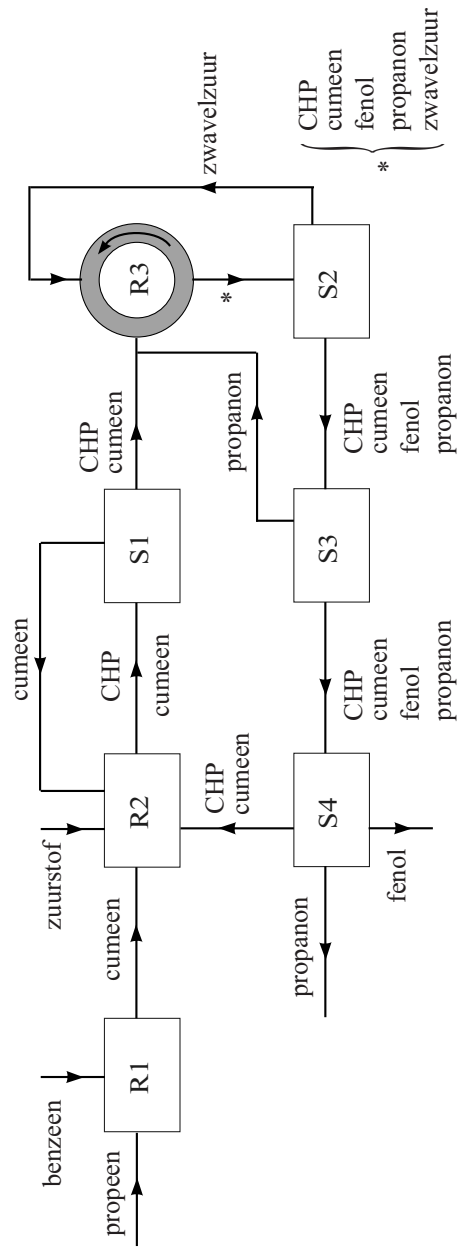 propeen
benzeen
R1
cumeen
zuurstof
R2
cumeen
CHP
cumeen
S1
CHP
cumeen
R3
zwavelzuur
*
propanon
S2
CHP
cumeen
fenol
propanon
S3
CHP
cumeen
fenol
propanon
S4
CHP
cumeen
propanon
fenol
*
CHP
cumeen
fenol
propanon
zwavelzuur